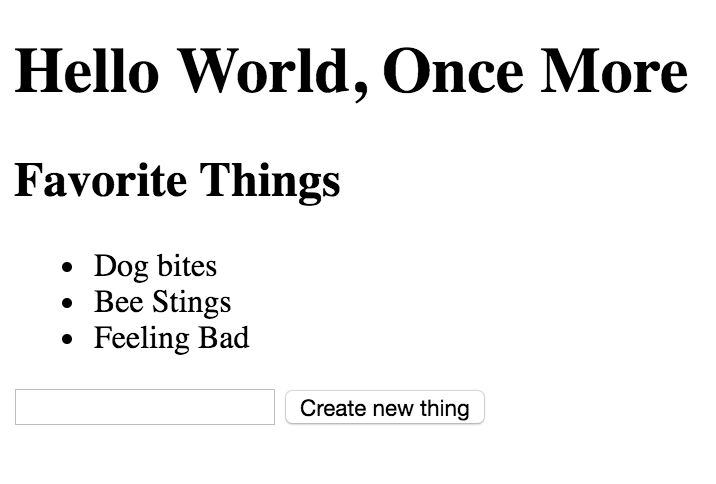 Hello World, Once More
Favorite Things
Dog bites
Bee Stings
Feeling Bad
Create new thing